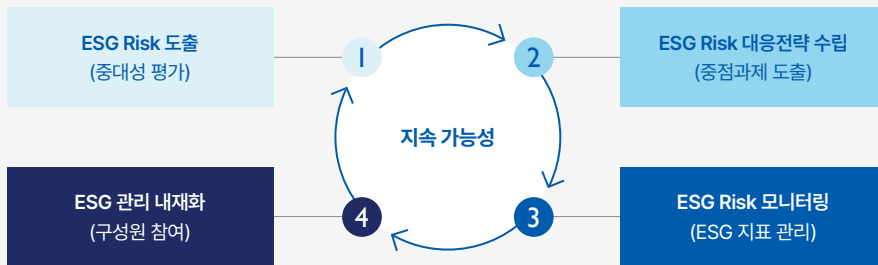 ESG Risk 도출
(중대성 평가)
1
2
ESG Risk 대응전략 수립
(중점과제 도출)
지속 가능성
ESG 관리 내재화
(구성원 참여)
4
3
ESG Risk 모니터링
(ESG 지표 관리)